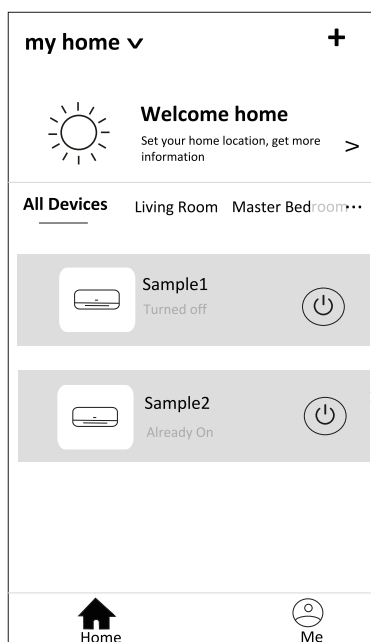 my home
Welcome home
Set your home location, get more
information
All Devices Living Room Master Bedroom
Sample1
Turned off
Sample2
Already On
Home Me